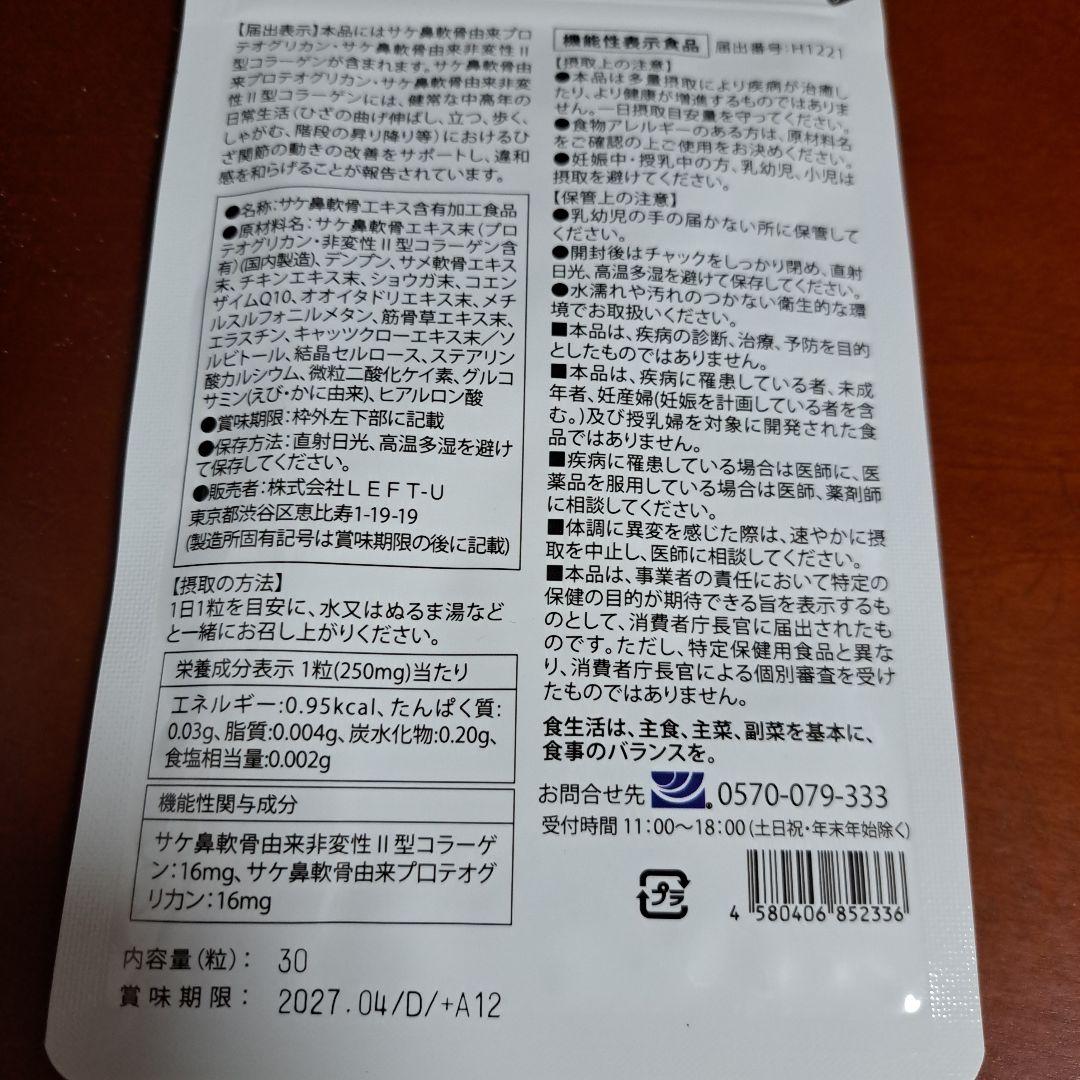 【届出表示】本品にはサケ鼻軟骨由来プロ
テオグリカン・サケ鼻軟骨由来非変性Ⅱ
型コラーゲンが含まれます。サケ鼻軟骨由
来プロテオグリカン・サケ鼻軟骨由来非変
性Ⅱ型コラーゲンには、健常な中高年の
日常生活(ひざの曲げ伸ばし、立つ、歩く、
しゃがむ、階段の昇り降り等)におけるひ
ざ関節の動きの改善をサポートし、違和
感を和らげることが報告されています。
●名称:サケ鼻軟骨エキス含有加工食品
●原材料名:サケ鼻軟骨エキス末(プロ
テオグリカン・非変性Ⅱ型コラーゲン含
有)(国内製造)、デンプン、サメ軟骨エキス
末、チキンエキス末、ショウガ末、コエン
ザイムQ10、オオイタドリエキス末、メチ
ルスルフォニルメタン、筋骨草エキス末、
エラスチン、キャッツクローエキス末/ソ
ルビトール、結晶セルロース、ステアリン
酸カルシウム、微粒二酸化ケイ素、グルコ
サミン(えび・かに由来)、ヒアルロン酸
●賞味期限:枠外左下部に記載
●保存方法:直射日光、高温多湿を避け
て保存してください。
●販売者:株式会社LEFT-U
東京都渋谷区恵比寿1-19-19
(製造所固有記号は賞味期限の後に記載)
【摂取の方法】
1日1粒を目安に、水又はぬるま湯など
と一緒にお召し上がりください。
栄養成分表示 1粒(250mg)当たり
エネルギー:0.95kcal、たんぱく質:
0.03g、脂質:0.004g、炭水化物:0.20g、
食塩相当量:0.002g
機能性関与成分
サケ鼻軟骨由来非変性Ⅱ型コラーゲ
ン:16mg、サケ鼻軟骨由来プロテオグ
リカン:16mg
内容量(粒): 30
賞味期限: 2027.04/D/+A12
機能性表示食品 届出番号:H1221
【摂取上の注意】
●本品は多量摂取により疾病が治癒し
たり、より健康が増進するものではありま
せん。一日摂取目安量を守ってください。
●食物アレルギーのある方は、原材料名
をご確認の上ご使用をお決めください。
●妊娠中・授乳中の方、乳幼児、小児は
摂取を避けてください。
【保管上の注意】
●乳幼児の手の届かない所に保管して
ください。
●開封後はチャックをしっかり閉め、直射
日光、高温多湿を避けて保存してください。
●水濡れや汚れのつかない衛生的な環
境でお取扱いください。
■本品は、疾病の診断、治療、予防を目的
としたものではありません。
■本品は、疾病に罹患している者、未成
年者、妊産婦(妊娠を計画している者を含
む。)及び授乳婦を対象に開発された食
品ではありません。
■疾病に罹患している場合は医師に、医
薬品を服用している場合は医師、薬剤師
に相談してください。
■体調に異変を感じた際は、速やかに摂
取を中止し、医師に相談してください。
■本品は、事業者の責任において特定の
保健の目的が期待できる旨を表示するも
のとして、消費者庁長官に届出されたも
のです。ただし、特定保健用食品と異な
り、消費者庁長官による個別審査を受け
たものではありません。
食生活は、主食、主菜、副菜を基本に、
食事のバランスを。
お問合せ先 0570-079-333
受付時間 11:00〜18:00(土日祝・年末年始除く)
プラ
4 580406 852336